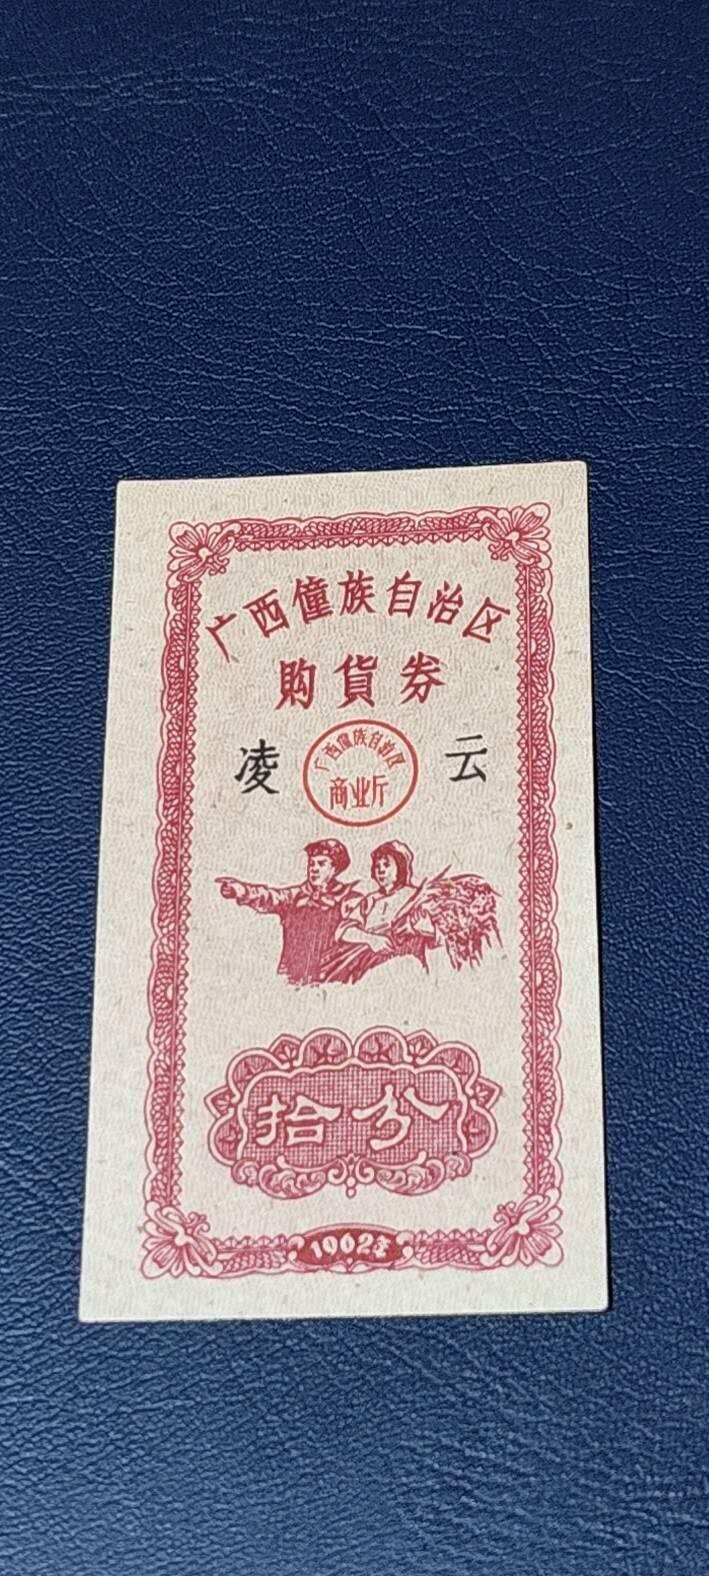 广西僮族自治区
购貨券
凌 云
广西僮族自治区
商业厅
拾分
1962年